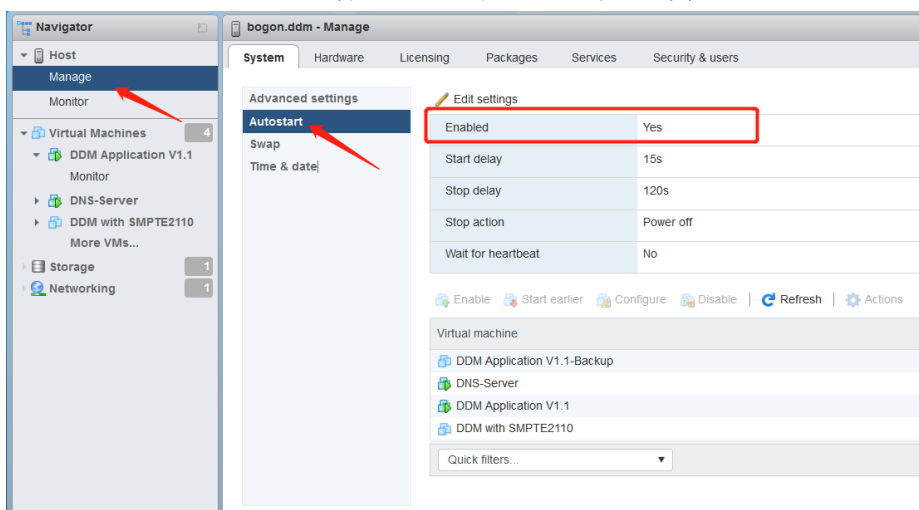 Navigator
Host
Manage
Monitor
Virtual Machines 4
DDM Application V1.1
Monitor
DNS-Server
DDM with SMPTE2110
More VMs...
Storage 1
Networking 1
bogon.ddm - Manage
System Hardware Licensing Packages Services Security & users
Advanced settings
Autostart
Swap
Time & date
Edit settings
Enabled Yes
Start delay 15s
Stop delay 120s
Stop action Power off
Wait for heartbeat No
Enable Start earlier Configure Disable Refresh Actions
Virtual machine
DDM Application V1.1-Backup
DNS-Server
DDM Application V1.1
DDM with SMPTE2110
Quick filters...